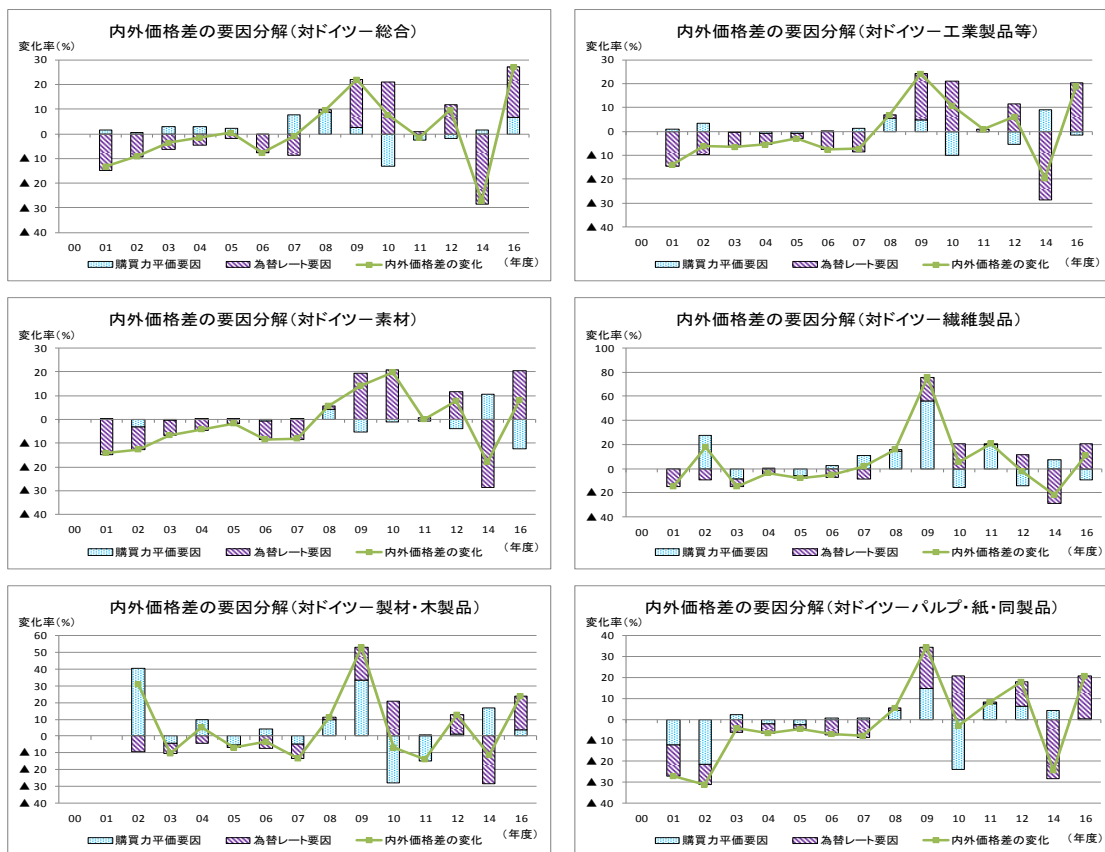 内外価格差の要因分解(対ドイツー総合)
変化率(%)
30
20
10
0
▲ 10
▲ 20
▲ 30
▲ 40
00 01 02 03 04 05 06 07 08 09 10 11 12 14 16
購買力平価要因 為替レート要因 内外価格差の変化 (年度)
内外価格差の要因分解(対ドイツー工業製品等)
変化率(%)
30
20
10
0
▲ 10
▲ 20
▲ 30
▲ 40
00 01 02 03 04 05 06 07 08 09 10 11 12 14 16
購買力平価要因 為替レート要因 内外価格差の変化 (年度)
内外価格差の要因分解(対ドイツー素材)
変化率(%)
30
20
10
0
▲ 10
▲ 20
▲ 30
▲ 40
00 01 02 03 04 05 06 07 08 09 10 11 12 14 16
購買力平価要因 為替レート要因 内外価格差の変化 (年度)
内外価格差の要因分解(対ドイツー繊維製品)
変化率(%)
100
80
60
40
20
0
▲ 20
▲ 40
00 01 02 03 04 05 06 07 08 09 10 11 12 14 16
購買力平価要因 為替レート要因 内外価格差の変化 (年度)
内外価格差の要因分解(対ドイツー製材・木製品)
変化率(%)
60
50
40
30
20
10
0
▲ 10
▲ 20
▲ 30
▲ 40
00 01 02 03 04 05 06 07 08 09 10 11 12 14 16
購買力平価要因 為替レート要因 内外価格差の変化 (年度)
内外価格差の要因分解(対ドイツーパルプ・紙・同製品)
変化率(%)
40
30
20
10
0
▲ 10
▲ 20
▲ 30
▲ 40
00 01 02 03 04 05 06 07 08 09 10 11 12 14 16
購買力平価要因 為替レート要因 内外価格差の変化 (年度)